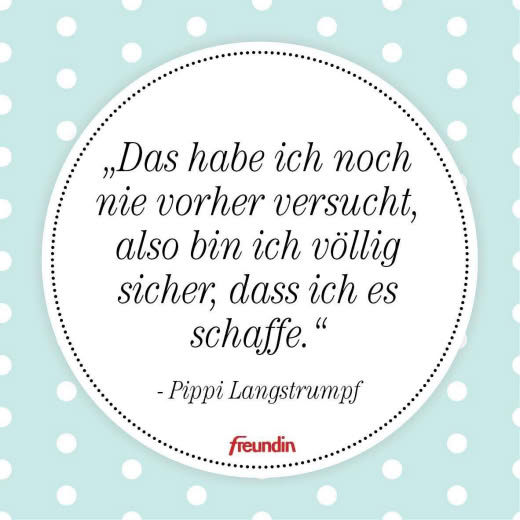 „Das habe ich noch
nie vorher versucht,
also bin ich völlig
sicher, dass ich es
schaffe.“
- Pippi Langstrumpf
freundin